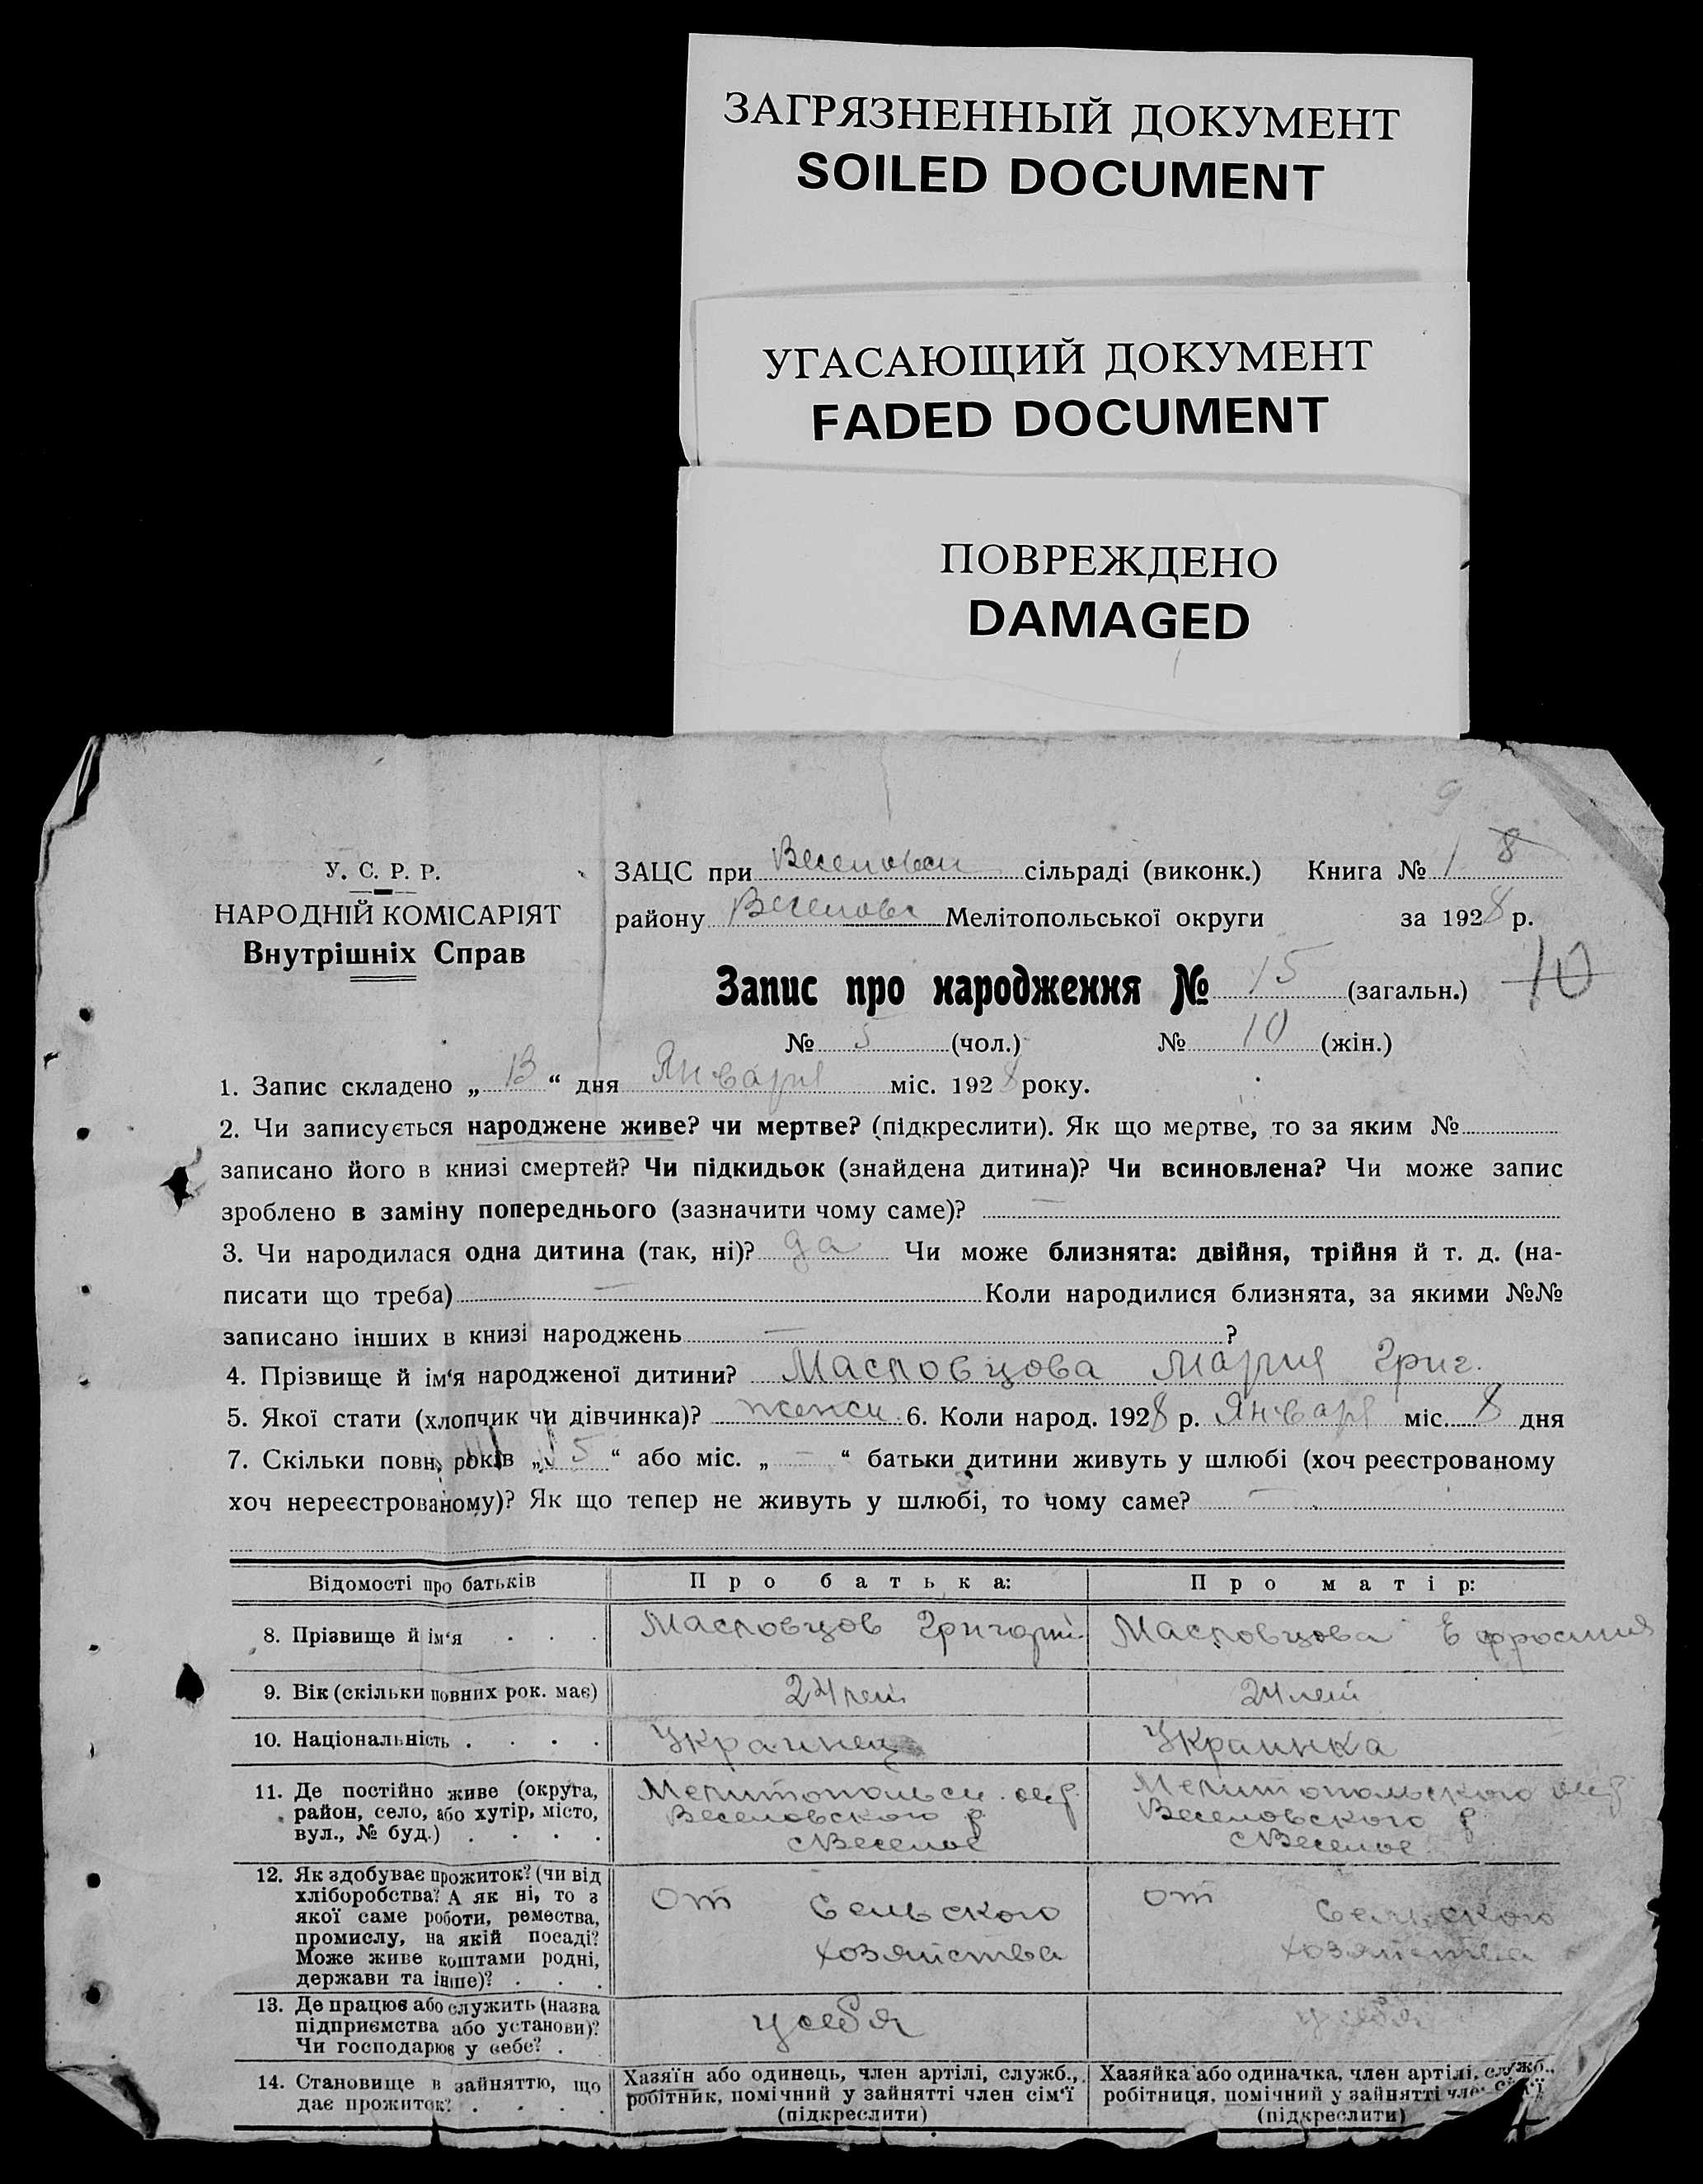 ЗАГРЯЗНЕННЫЙ ДОКУМЕНТ
SOILED DOCUMENT
УГАСАЮЩИЙ ДОКУМЕНТ
FADED DOCUMENT
ПОВРЕЖДЕНО
DAMAGED
9
У. С. Р. Р.
НАРОДНІЙ КОМІСАРІЯТ
Внутрішніх Справ
ЗАЦС при Веселовск сільраді (виконк.) Книга № 1 8
району Веселовс Мелітопольської округи за 1928 р.
Запис про народження № 15 (загальн.) 10
№ 5 (чол.) № 10 (жін.)
1. Запис складено „ 13 “ дня Января міс. 1928 року.
2. Чи записується народжене живе? чи мертве? (підкреслити). Як що мертве, то за яким №
записано його в книзі смертей? Чи підкидьок (знайдена дитина)? Чи всиновлена? Чи може запис
зроблено в заміну попереднього (зазначити чому саме)? —
3. Чи народилася одна дитина (так, ні)? да Чи може близнята: двійня, трійня й т. д. (на-
писати що треба) — Коли народилися близнята, за якими №№
записано інших в книзі народжень — ?
4. Прізвище й ім‘я народженої дитини? Масловцова Мария Григ.
5. Якої стати (хлопчик чи дівчинка)? женск 6. Коли народ. 1928 р. Января міс. 8 дня
7. Скільки повн. років „ 5 “ або міс. „ — “ батьки дитини живуть у шлюбі (хоч реєстрованому
хоч нереєстрованому)? Як що тепер не живуть у шлюбі, то чому саме? —
Відомості про батьків Про батька: Про матір:
8. Прізвище й ім‘я . . . Масловцов Григорий Масловцова Ефросиния
9. Вік (скільки повних рок. має) 24 лет 24 лет
10. Національність . . . . Украинец Украинка
11. Де постійно живе (округа, Мелитопольск. окр. Мелитопольского окр
район, село, або хутір, місто, Веселовского р Веселовского р
вул., № буд.) . . . . с Веселое с Веселое
12. Як здобуває прожиток? (чи від
хліборобства? А як ні, то з От Сельского от Сельского
якої саме роботи, ремества,
промислу, на якій посаді? хозяйства хозяйства
Може живе коштами родні,
держави та інше)? . . .
13. Де працює або служить (назва у себя у себя
підприємства або установи)?
Чи господарює у себе? .
14. Становище в зайняттю, що Хазяїн або одинець, член артілі, служб., Хазяйка або одиначка, член артілі, служб.,
дає прожиток? . . . . робітник, помічний у зайнятті член сім‘ї робітниця, помічний у зайнятті член сім‘ї
(підкреслити) (підкреслити)